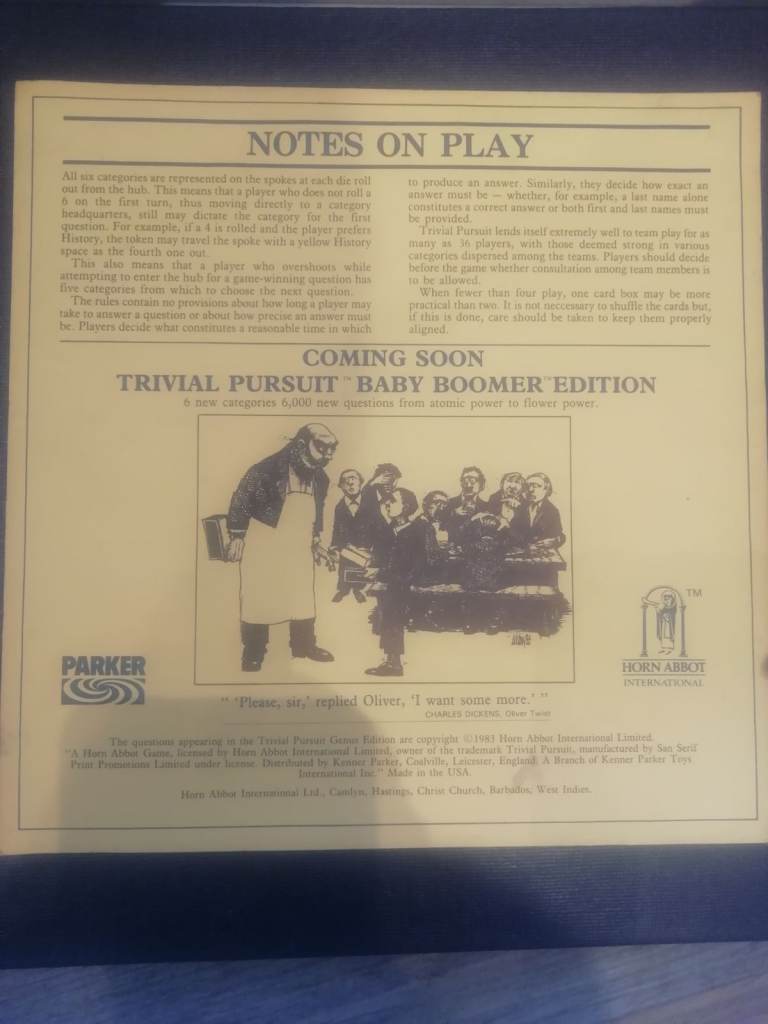 NOTES ON PLAY
All six categories are represented on the spokes at each die roll
out from the hub. This means that a player who does not roll a
6 on the first turn, thus moving directly to a category
headquarters, still may dictate the category for the first
question. For example, if a 4 is rolled and the player prefers
History, the token may travel the spoke with a yellow History
space as the fourth one out.
This also means that a player who overshoots while
attempting to enter the hub for a game-winning question has
five categories from which to choose the next question.
The rules contain no provisions about how long a player may
take to answer a question or about how precise an answer must
be. Players decide what constitutes a reasonable time in which
to produce an answer. Similarly, they decide how exact an
answer must be — whether, for example, a last name alone
constitutes a correct answer or both first and last names must
be provided.
Trivial Pursuit lends itself extremely well to team play for as
many as 36 players, with those deemed strong in various
categories dispersed among the teams. Players should decide
before the game whether consultation among team members is
to be allowed.
When fewer than four play, one card box may be more
practical than two. It is not neccessary to shuffle the cards but,
if this is done, care should be taken to keep them properly
aligned.
COMING SOON
TRIVIAL PURSUIT™ BABY BOOMER™ EDITION
6 new categories 6,000 new questions from atomic power to flower power.
PARKER
TM
HORN ABBOT
INTERNATIONAL
" 'Please, sir,' replied Oliver, 'I want some more.' "
CHARLES DICKENS, Oliver Twist
The questions appearing in the Trivial Pursuit Genus Edition are copyright ©1983 Horn Abbot International Limited.
"A Horn Abbot Game, licensed by Horn Abbot International Limited, owner of the trademark Trivial Pursuit, manufactured by San Serif
Print Promotions Limited under license. Distributed by Kenner Parker, Coalville, Leicester, England. A Branch of Kenner Parker Toys
International Inc." Made in the USA.
Horn Abbot International Ltd., Camlyn, Hastings, Christ Church, Barbados, West Indies.